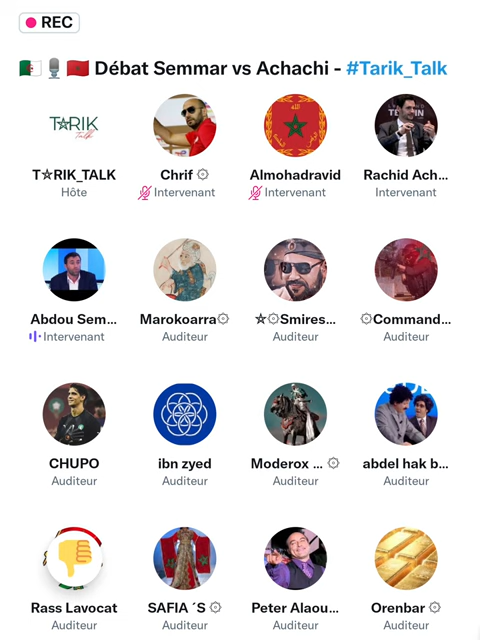 REC
Débat Semmar vs Achachi - #Tarik_Talk
TARIK
Talk
T☆RIK_TALK
Hôte
Chrif
Intervenant
Almohadravid
Intervenant
Rachid Ach...
Intervenant
Abdou Sem...
Intervenant
Marokoarra
Auditeur
☆Smires...
Auditeur
Command...
Auditeur
CHUPO
Auditeur
ibn zyed
Auditeur
Moderox ...
Auditeur
abdel hak b...
Auditeur
Rass Lavocat
Auditeur
SAFIA ´S
Auditeur
Peter Alaou...
Auditeur
Orenbar
Auditeur